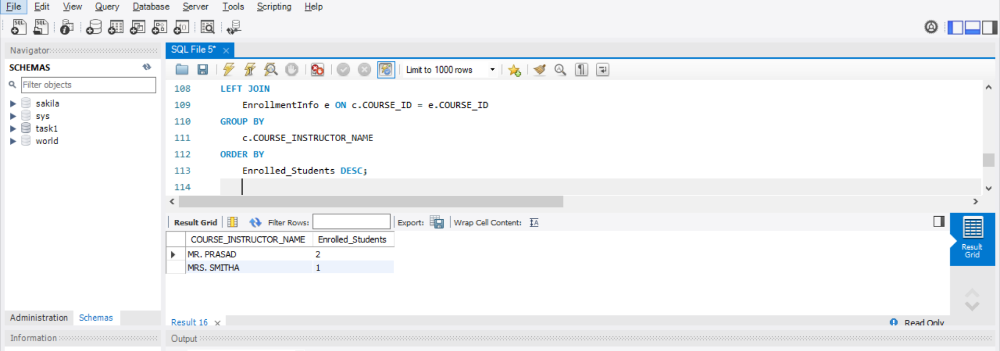 File Edit View Query Database Server Tools Scripting Help
SQL SQL
Navigator
SCHEMAS
Filter objects
sakila
sys
task1
world
Administration Schemas
Information
SQL File 5*
Limit to 1000 rows
108 LEFT JOIN
109 EnrollmentInfo e ON c.COURSE_ID = e.COURSE_ID
110 GROUP BY
111 c.COURSE_INSTRUCTOR_NAME
112 ORDER BY
113 Enrolled_Students DESC;
114
Result Grid Filter Rows: Export: Wrap Cell Content:
COURSE_INSTRUCTOR_NAME Enrolled_Students
MR. PRASAD 2
MRS. SMITHA 1
Result
Grid
Result 16 Read Only
Output